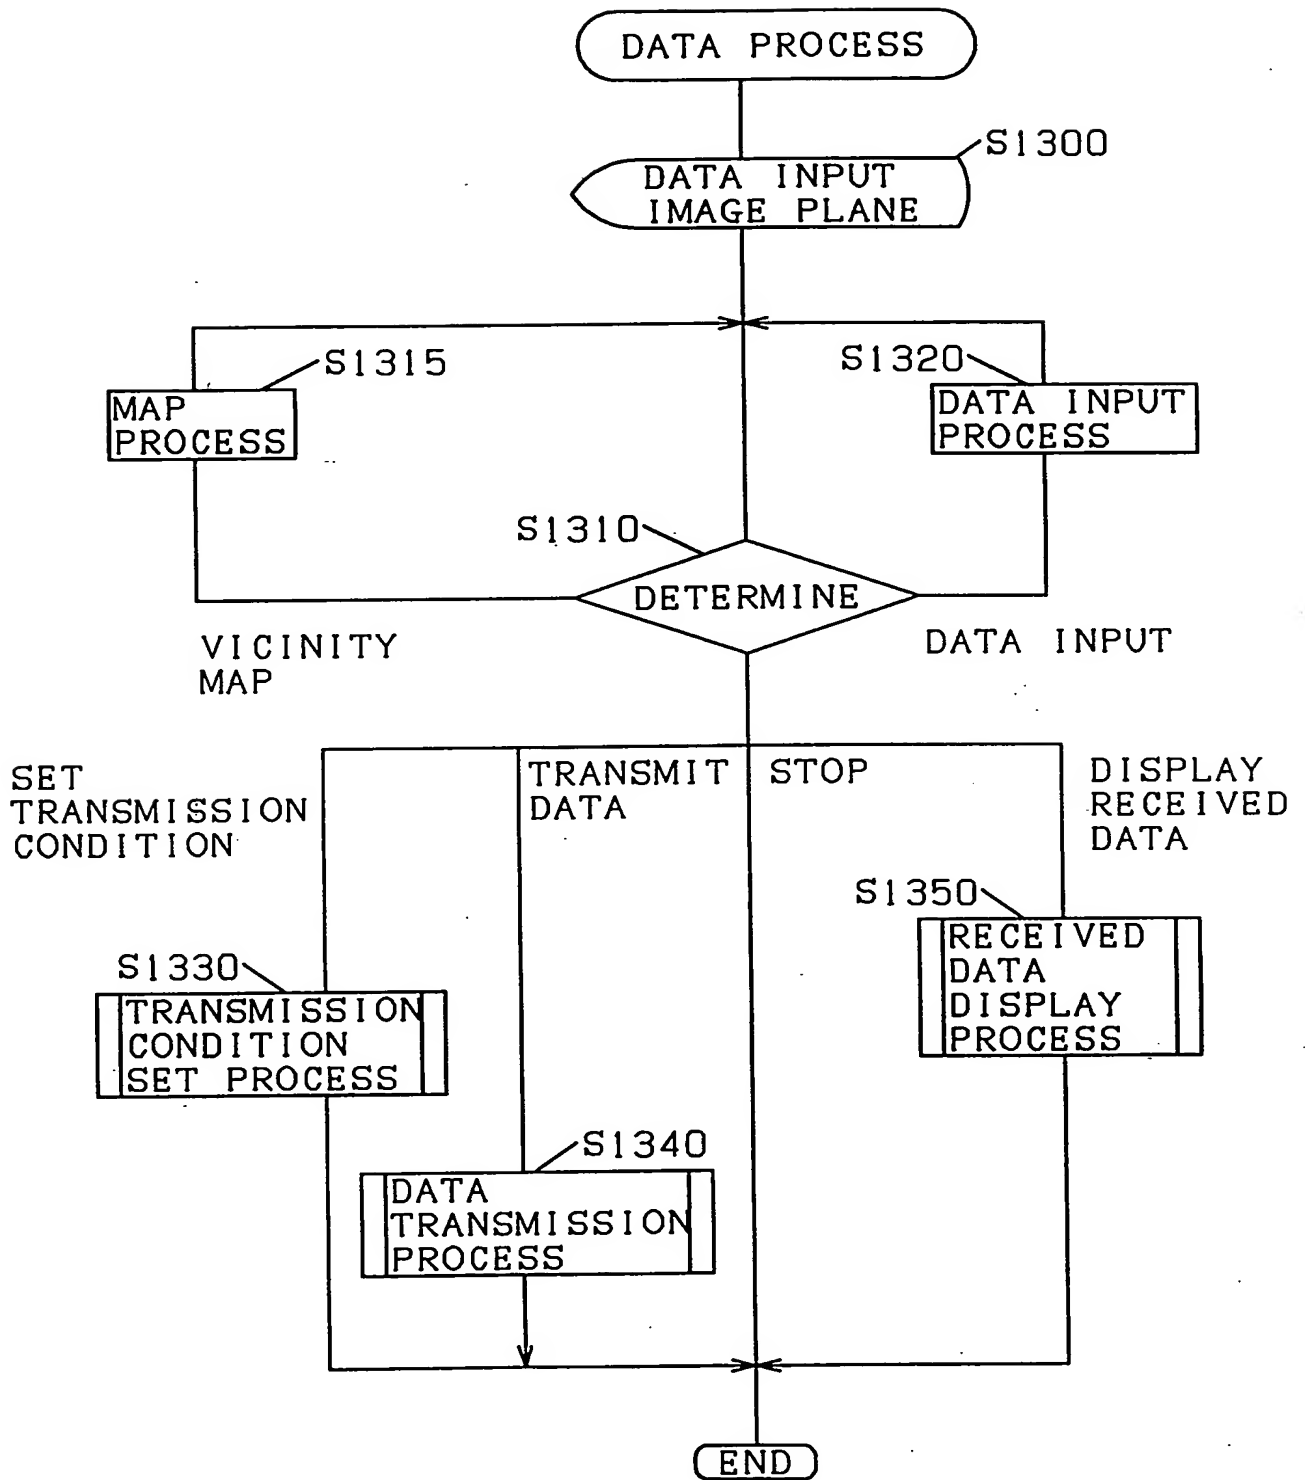 DATA PROCESS
S1300
DATA INPUT
IMAGE PLANE
S1315
MAP
PROCESS
S1320
DATA INPUT
PROCESS
S1310
DETERMINE
VICINITY
MAP
DATA INPUT
SET
TRANSMISSION
CONDITION
TRANSMIT
DATA
STOP
DISPLAY
RECEIVED
DATA
S1350
RECEIVED
DATA
DISPLAY
PROCESS
S1330
TRANSMISSION
CONDITION
SET PROCESS
S1340
DATA
TRANSMISSION
PROCESS
END